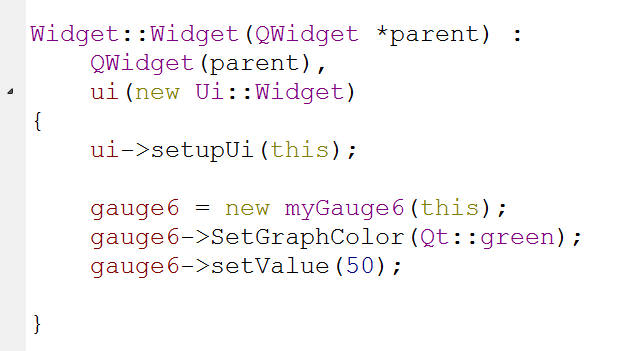 Widget::Widget(QWidget *parent) :
    QWidget(parent),
    ui(new Ui::Widget)
{
    ui->setupUi(this);
    gauge6 = new myGauge6(this);
    gauge6->SetGraphColor(Qt::green);
    gauge6->setValue(50);
}